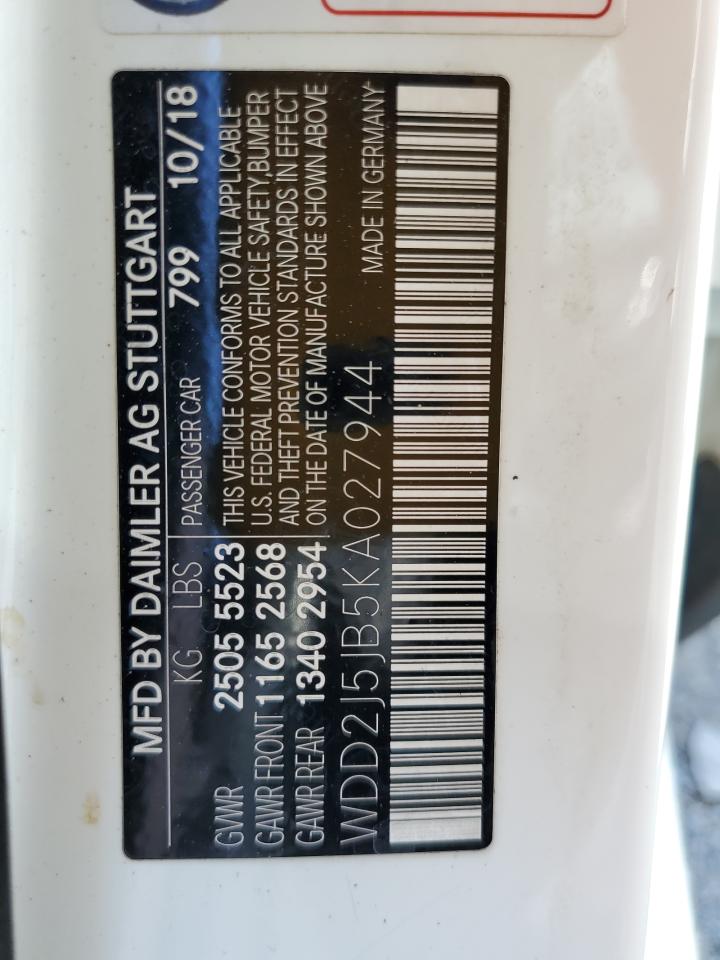 MFD BY DAIMLER AG STUTTGART
KG LBS PASSENGER CAR 799 10/18
GVWR 2505 5523
GAWR FRONT 1165 2568
GAWR REAR 1340 2954
THIS VEHICLE CONFORMS TO ALL APPLICABLE
U.S. FEDERAL MOTOR VEHICLE SAFETY,BUMPER
AND THEFT PREVENTION STANDARDS IN EFFECT
ON THE DATE OF MANUFACTURE SHOWN ABOVE
WDD2J5JB5KA027944 MADE IN GERMANY